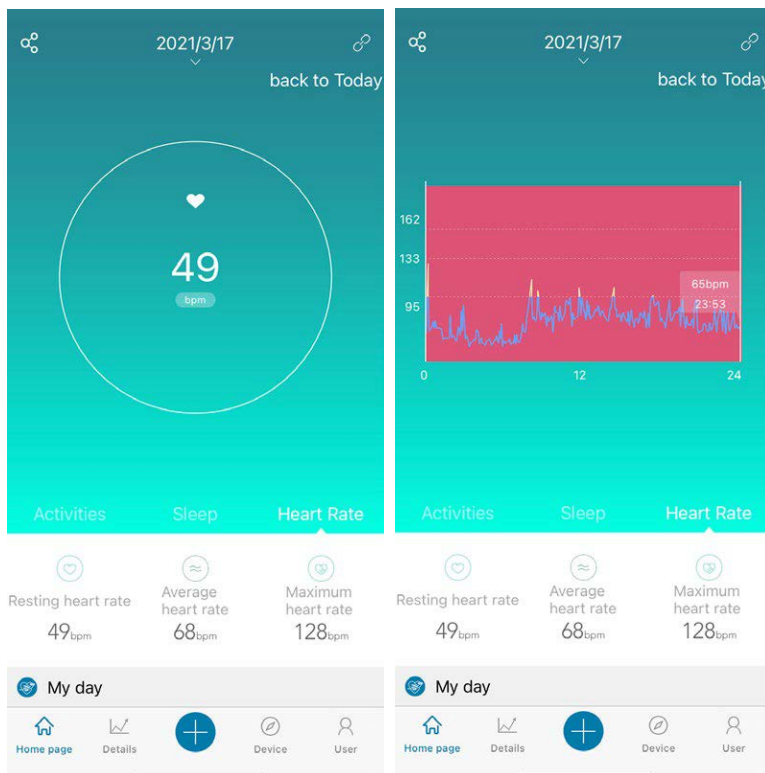 2021/3/17
back to Today
49
bpm
Activities Sleep Heart Rate
Resting heart rate
49bpm
Average
heart rate
68bpm
Maximum
heart rate
128bpm
My day
Home page Details Device User
2021/3/17
back to Today
162
133
95
65bpm
23:53
0 12 24
Activities Sleep Heart Rate
Resting heart rate
49bpm
Average
heart rate
68bpm
Maximum
heart rate
128bpm
My day
Home page Details Device User